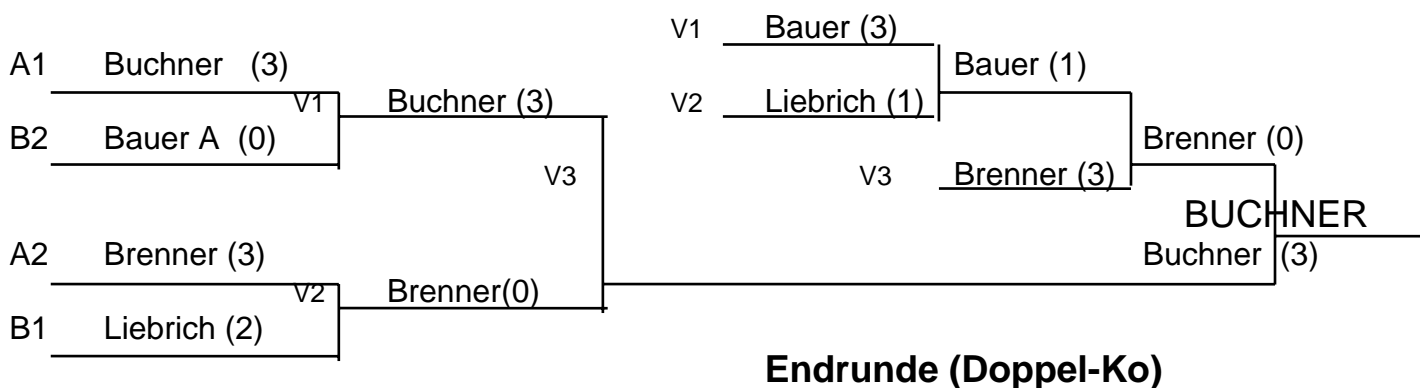 V1 Bauer (3)
A1 Buchner (3)
Bauer (1)
V1 Buchner (3)
V2 Liebrich (1)
B2 Bauer A (0)
Brenner (0)
V3
V3 Brenner (3)
BUCHNER
A2 Brenner (3)
Buchner (3)
V2 Brenner(0)
B1 Liebrich (2)
Endrunde (Doppel-Ko)